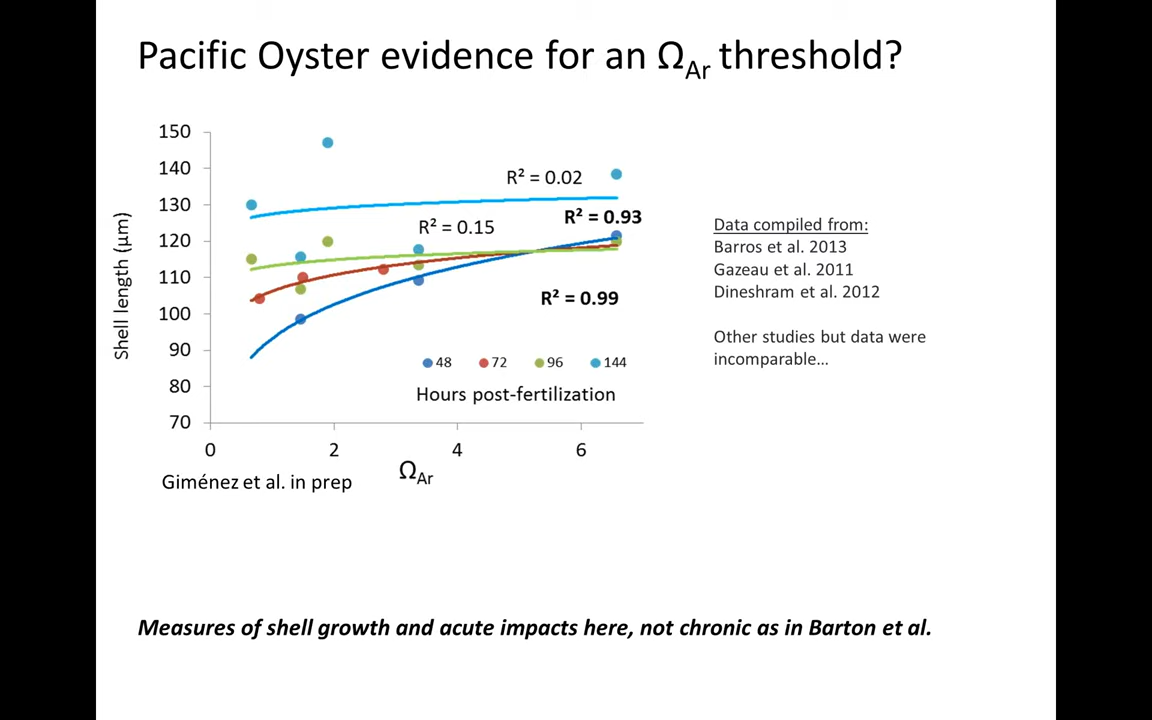 Pacific Oyster evidence for an Ω_Ar threshold?
150
140
130
120
110
100
90
80
70
Shell length (µm)
R² = 0.02
R² = 0.93
R² = 0.15
R² = 0.99
48 72 96 144
Hours post-fertilization
0 2 4 6
Ω_Ar
Giménez et al. in prep
Data compiled from:
Barros et al. 2013
Gazeau et al. 2011
Dineshram et al. 2012
Other studies but data were
incomparable…
Measures of shell growth and acute impacts here, not chronic as in Barton et al.